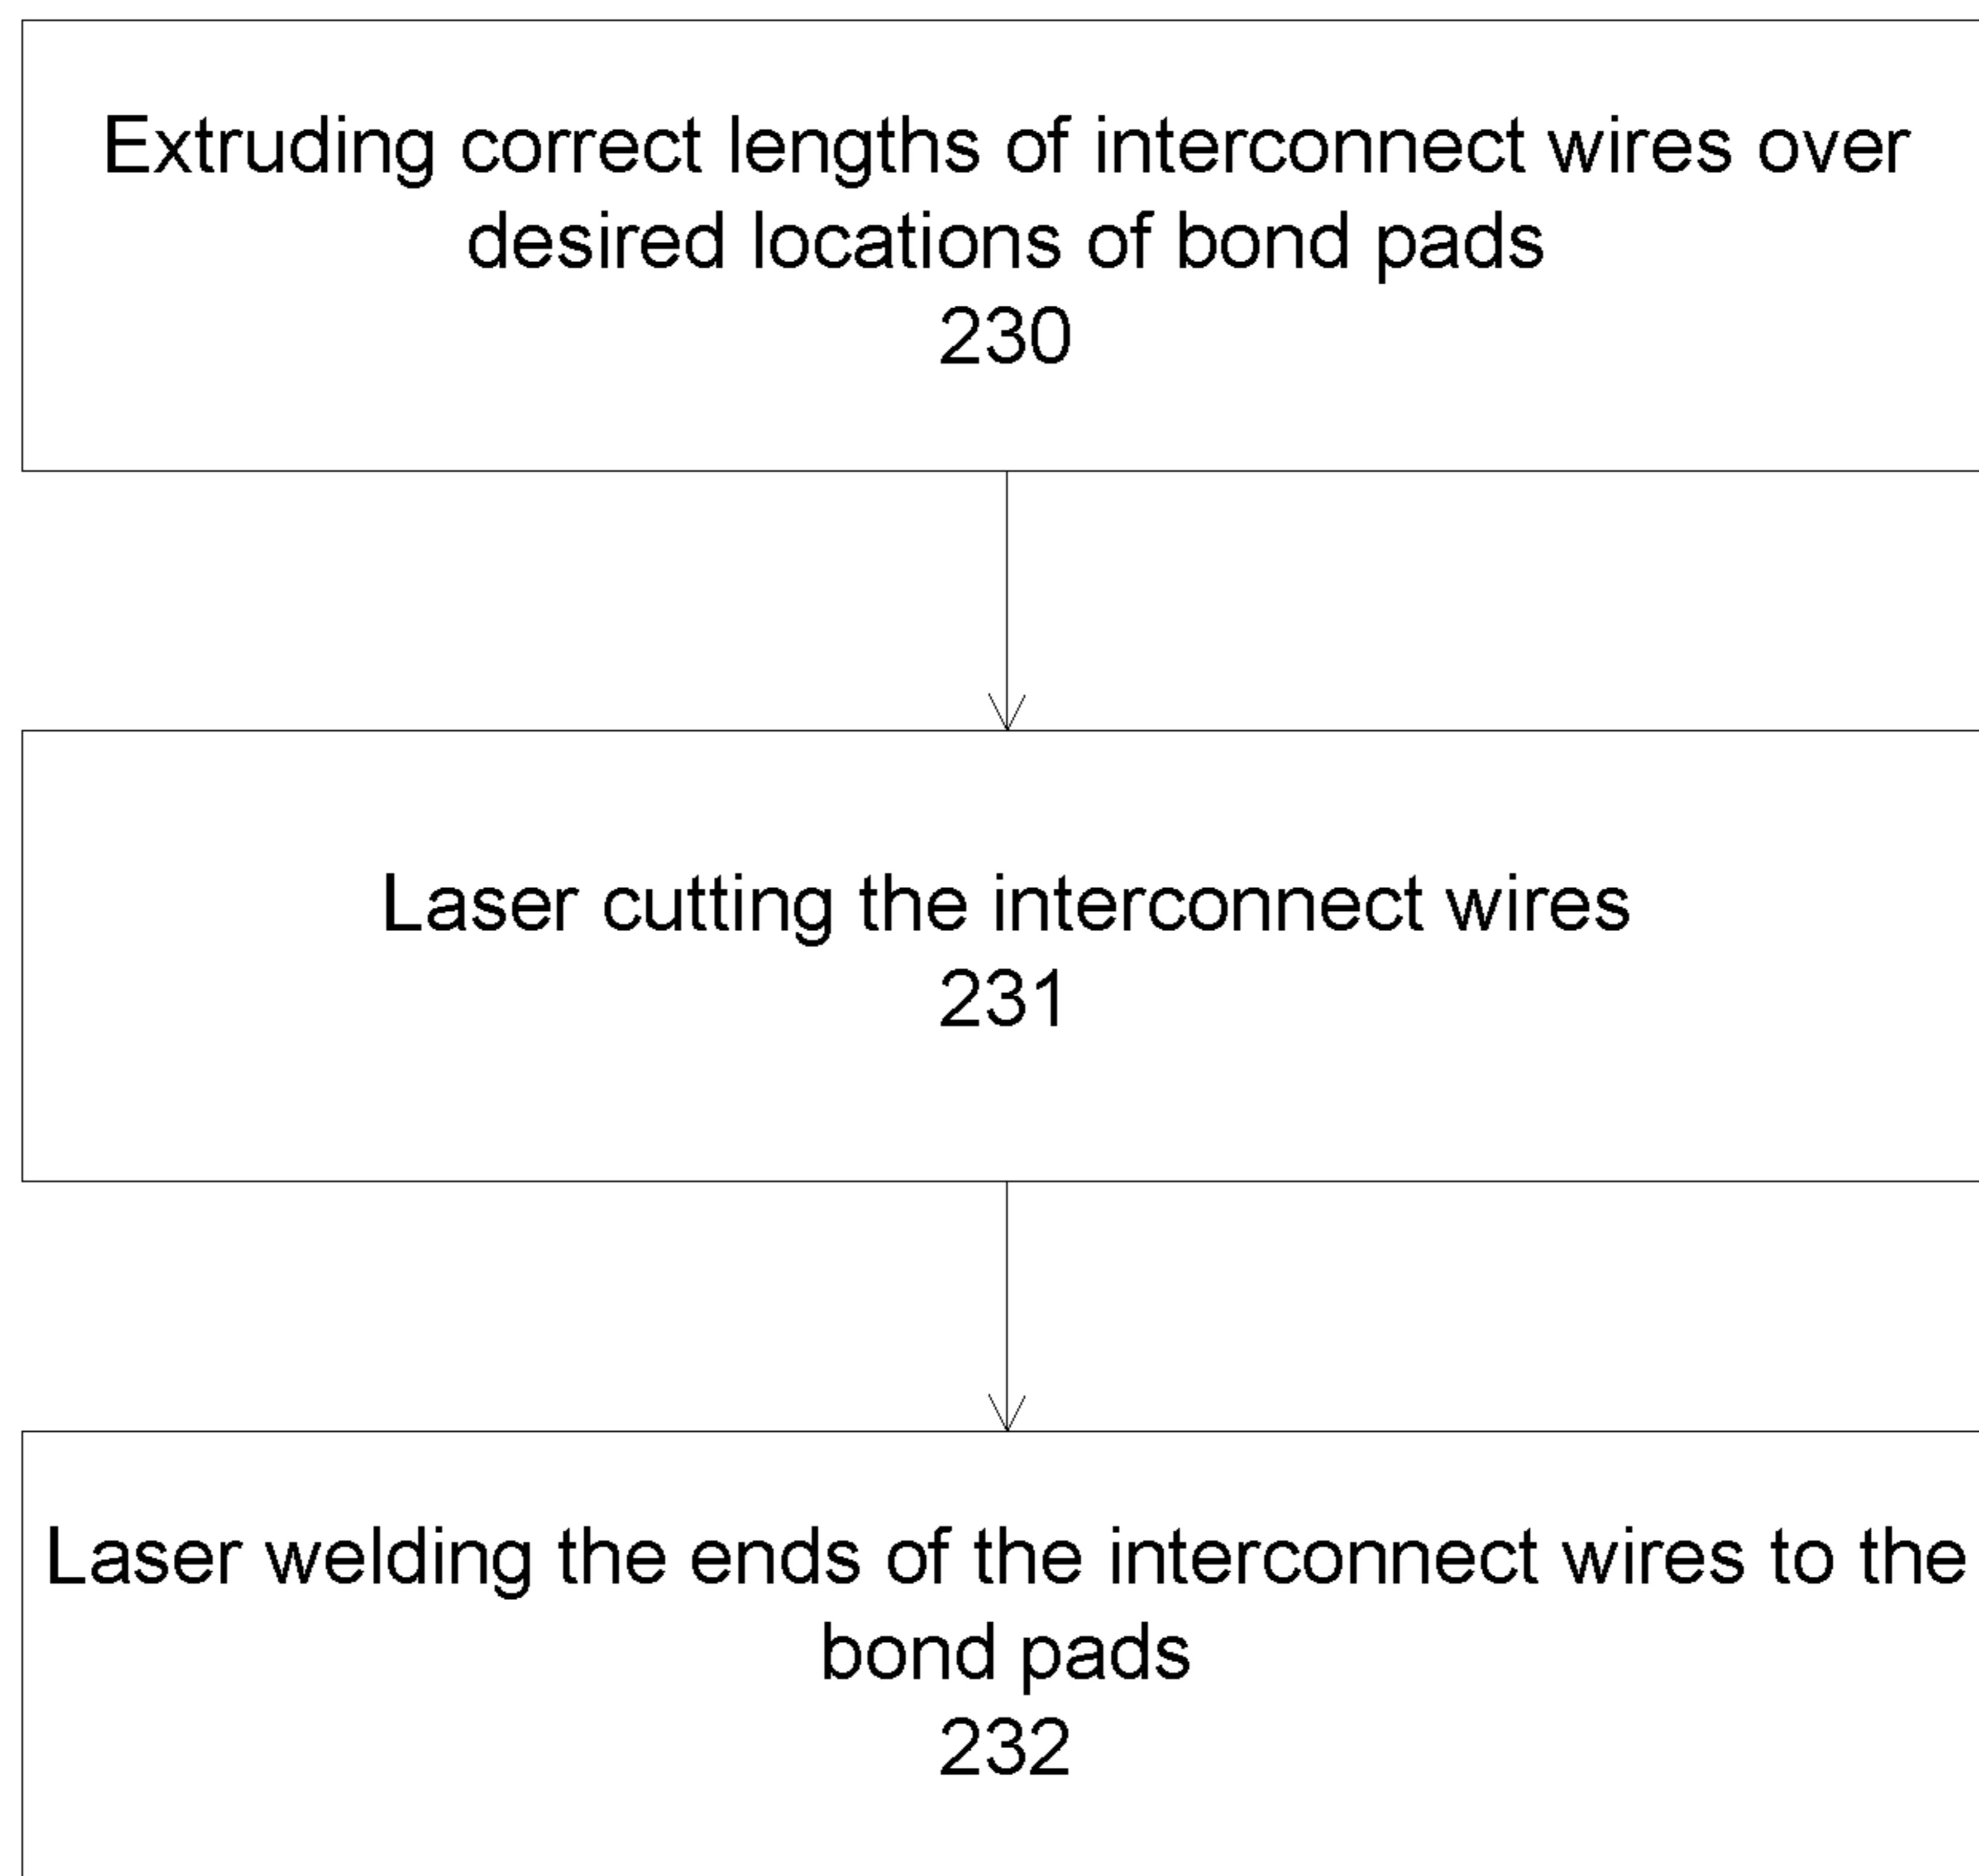 Extruding correct lengths of interconnect wires over
desired locations of bond pads
230
Laser cutting the interconnect wires
231
Laser welding the ends of the interconnect wires to the
bond pads
232